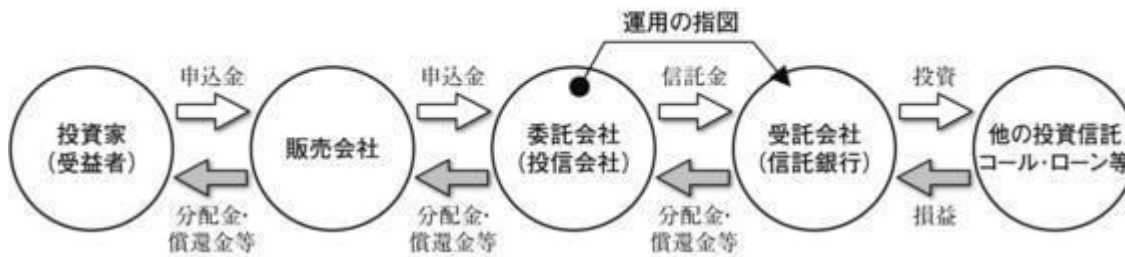 運用の指図
申込金
申込金
信託金
投資
投資家
(受益者)
販売会社
委託会社
(投信会社)
受託会社
(信託銀行)
他の投資信託
コール・ローン等
分配金・
償還金等
分配金・
償還金等
分配金・
償還金等
損益